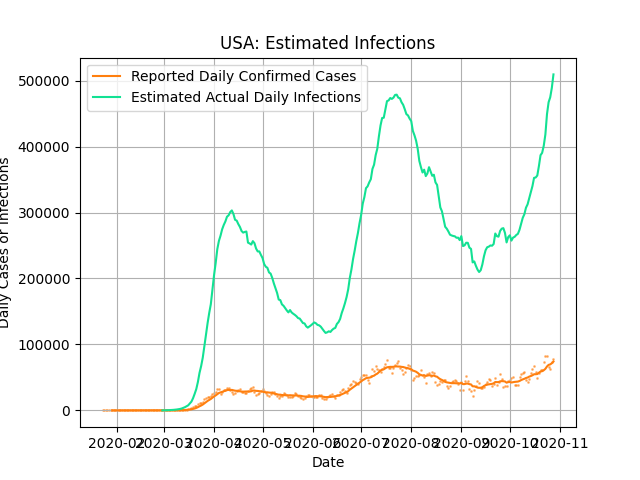 USA: Estimated Infections
Reported Daily Confirmed Cases
Estimated Actual Daily Infections
Daily Cases or Infections
500000
400000
300000
200000
100000
0
2020-02 2020-03 2020-04 2020-05 2020-06 2020-07 2020-08 2020-09 2020-10 2020-11
Date